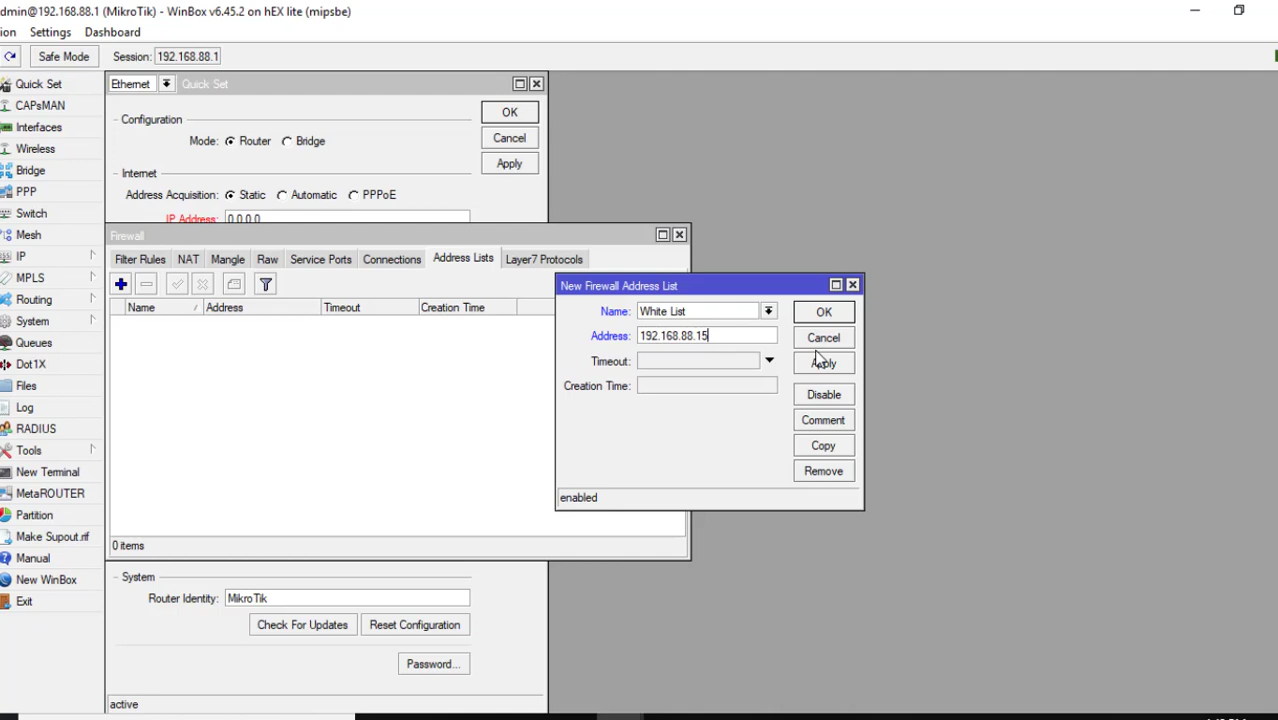 dmin@192.168.88.1 (MikroTik) - WinBox v6.45.2 on hEX lite (mipsbe)
ion Settings Dashboard
Safe Mode Session: 192.168.88.1
Quick Set
CAPsMAN
Interfaces
Wireless
Bridge
PPP
Switch
Mesh
IP
MPLS
Routing
System
Queues
Dot1X
Files
Log
RADIUS
Tools
New Terminal
MetaROUTER
Partition
Make Supout.rif
Manual
New WinBox
Exit
Ethernet Quick Set
Configuration
Mode: Router Bridge
Internet
Address Acquisition: Static Automatic PPPoE
IP Address: 0.0.0.0
OK
Cancel
Apply
Firewall
Filter Rules NAT Mangle Raw Service Ports Connections Address Lists Layer7 Protocols
Name Address Timeout Creation Time
0 items
New Firewall Address List
Name: White List
Address: 192.168.88.15
Timeout:
Creation Time:
OK
Cancel
Apply
Disable
Comment
Copy
Remove
enabled
System
Router Identity: MikroTik
Check For Updates Reset Configuration
Password...
active